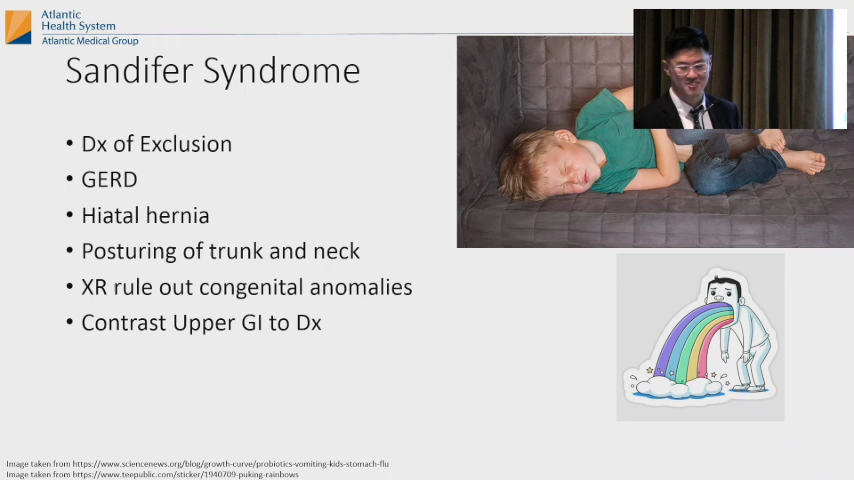 Atlantic
Health System
Atlantic Medical Group
Sandifer Syndrome
• Dx of Exclusion
• GERD
• Hiatal hernia
• Posturing of trunk and neck
• XR rule out congenital anomalies
• Contrast Upper GI to Dx
Image taken from https://www.sciencenews.org/blog/growth-curve/probiotics-vomiting-kids-stomach-flu
Image taken from https://www.teepublic.com/sticker/1940709-puking-rainbows